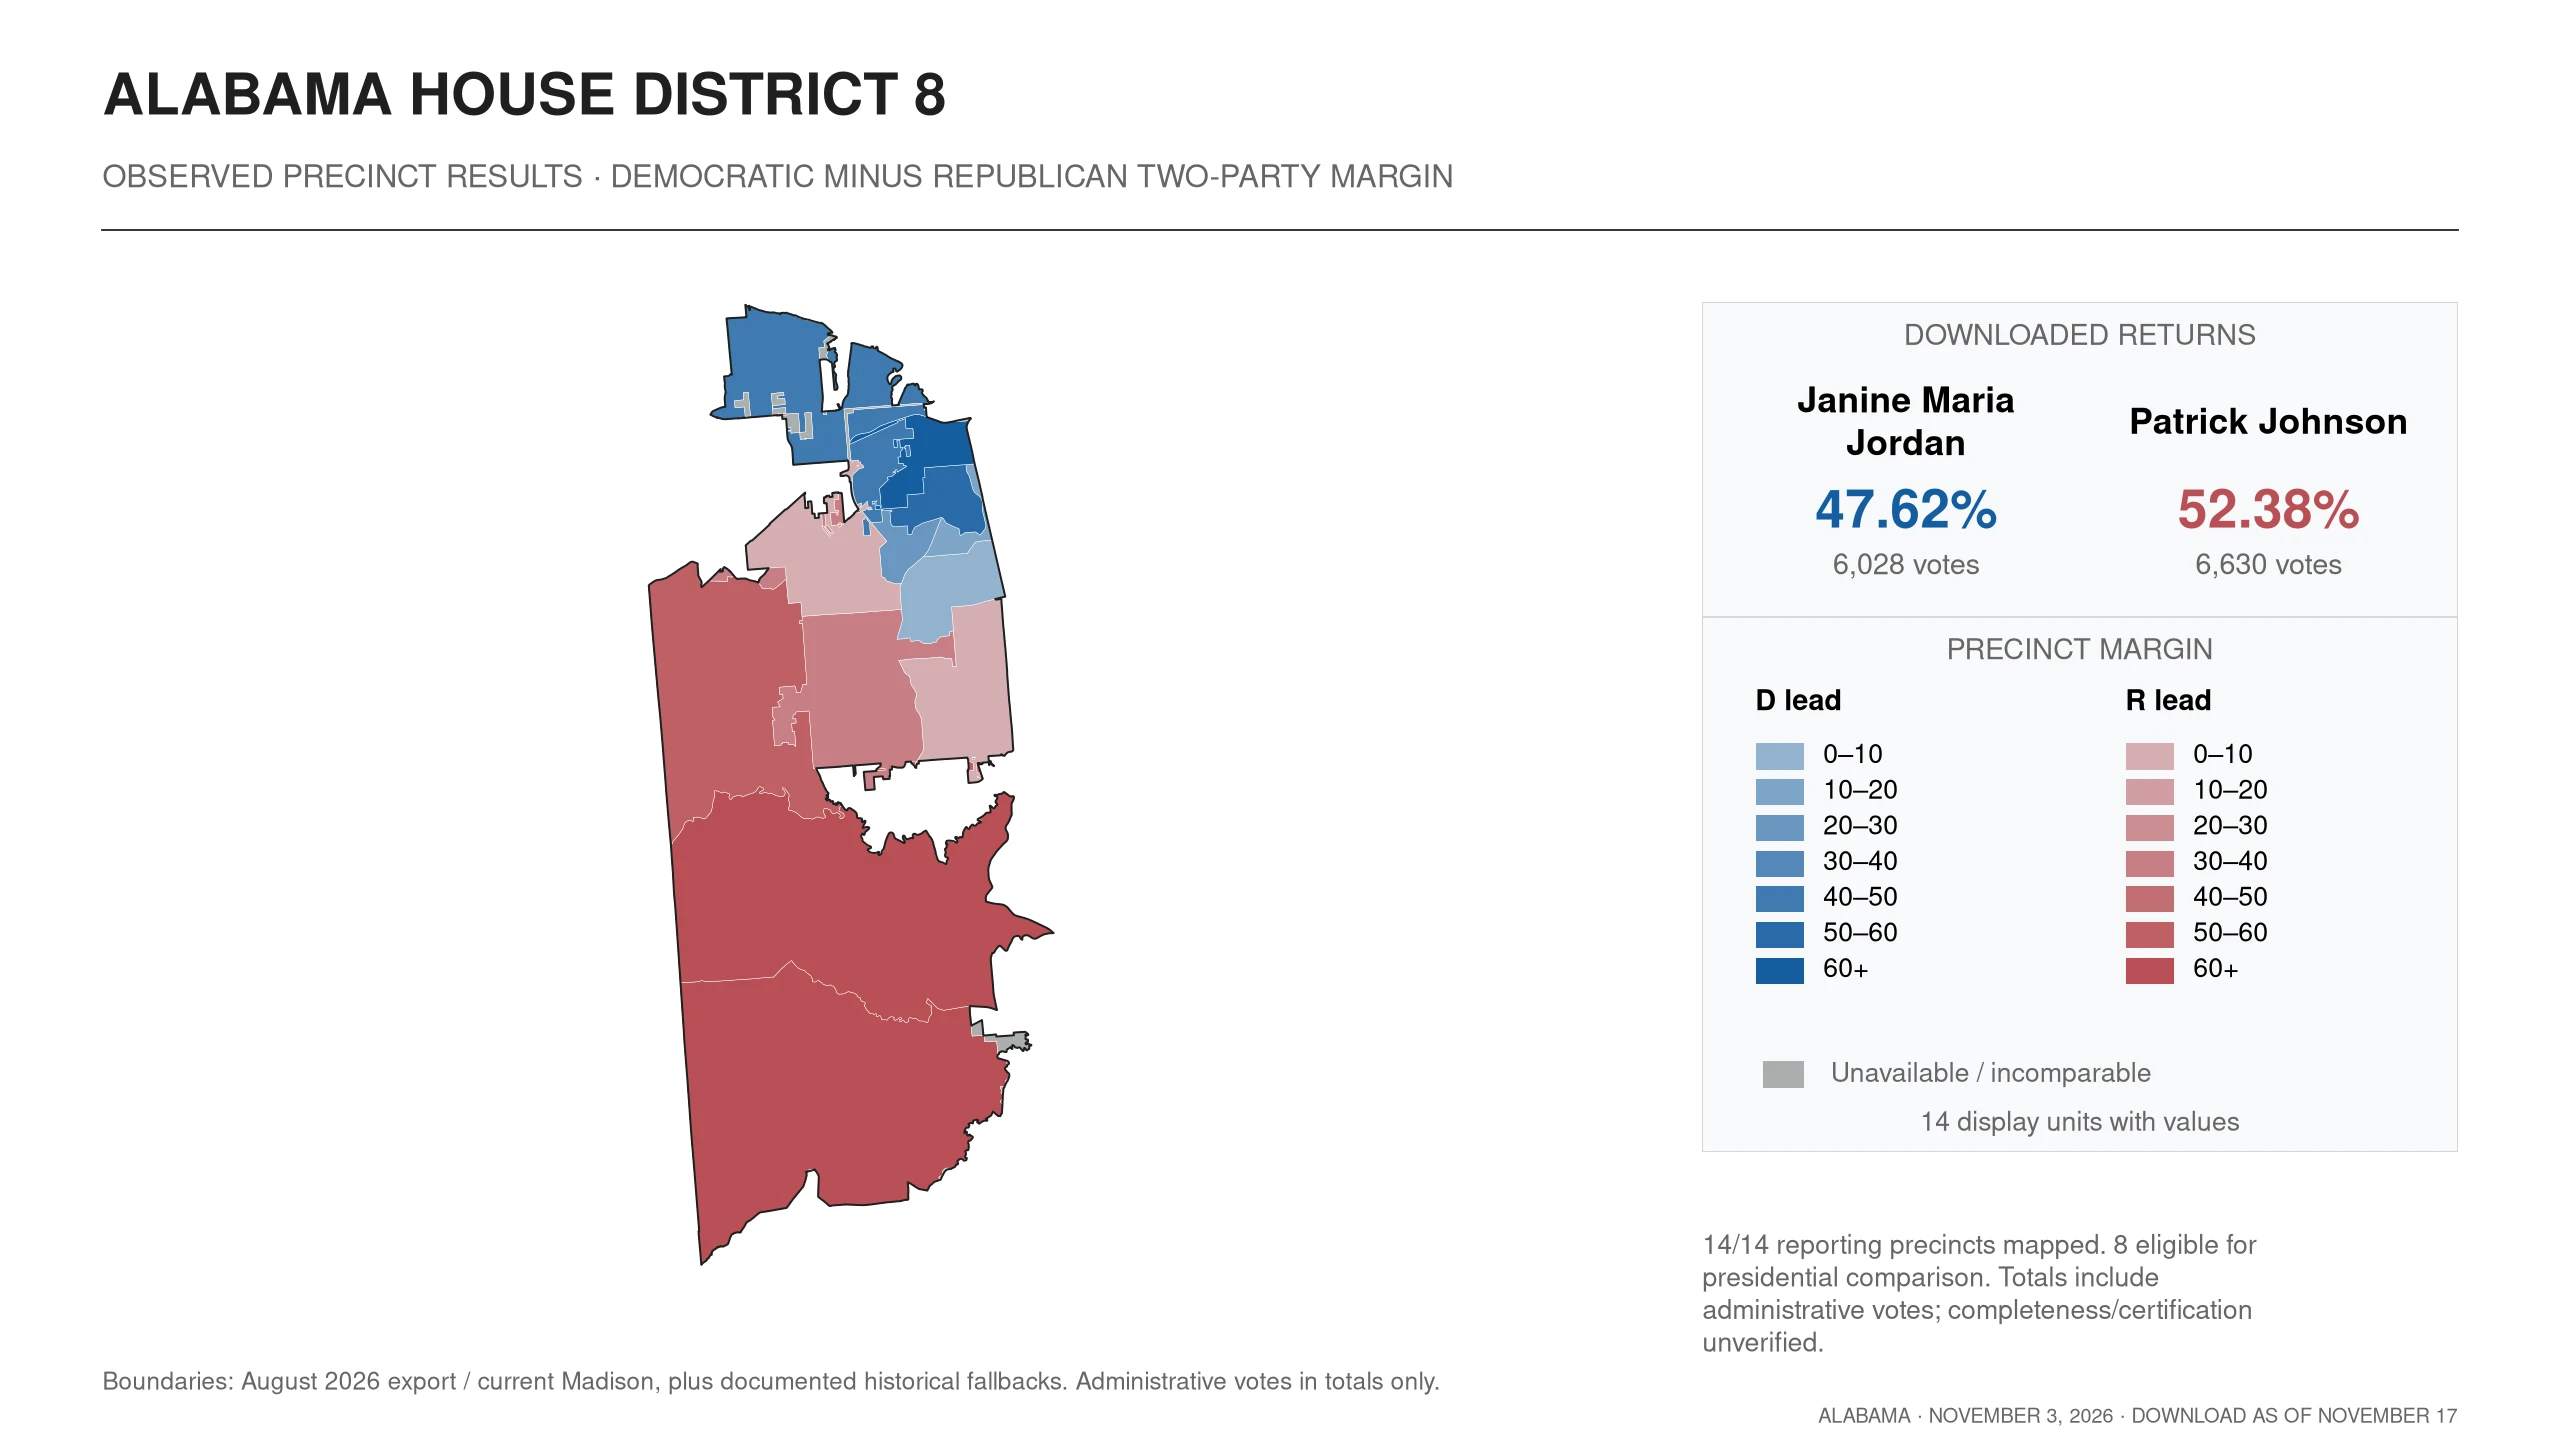 ALABAMA HOUSE DISTRICT 8
OBSERVED PRECINCT RESULTS · DEMOCRATIC MINUS REPUBLICAN TWO-PARTY MARGIN
DOWNLOADED RETURNS
Janine Maria
Jordan
Patrick Johnson
47.62%
52.38%
6,028 votes
6,630 votes
PRECINCT MARGIN
D lead
R lead
0–10
0–10
10–20
10–20
20–30
20–30
30–40
30–40
40–50
40–50
50–60
50–60
60+
60+
Unavailable / incomparable
14 display units with values
14/14 reporting precincts mapped. 8 eligible for
presidential comparison. Totals include
administrative votes; completeness/certification
unverified.
Boundaries: August 2026 export / current Madison, plus documented historical fallbacks. Administrative votes in totals only.
ALABAMA · NOVEMBER 3, 2026 · DOWNLOAD AS OF NOVEMBER 17